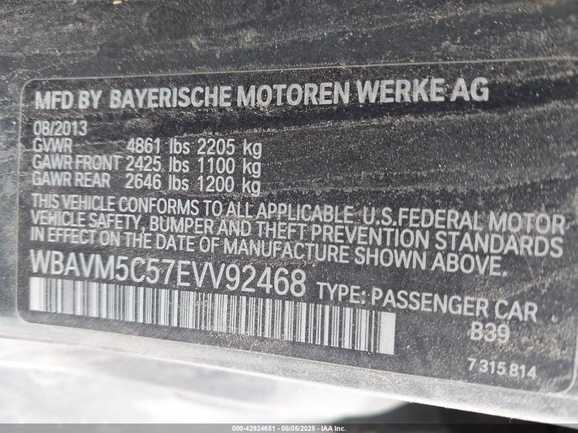 MFD BY BAYERISCHE MOTOREN WERKE AG
08/2013
GVWR 4861 lbs 2205 kg
GAWR FRONT 2425 lbs 1100 kg
GAWR REAR 2646 lbs 1200 kg
THIS VEHICLE CONFORMS TO ALL APPLICABLE U.S.FEDERAL MOTOR
VEHICLE SAFETY, BUMPER AND THEFT PREVENTION STANDARDS
IN EFFECT ON THE DATE OF MANUFACTURE SHOWN ABOVE.
WBAVM5C57EVV92468 TYPE: PASSENGER CAR
B39
7 315 814
000-42924651 - 08/05/2025 - IAA Inc.